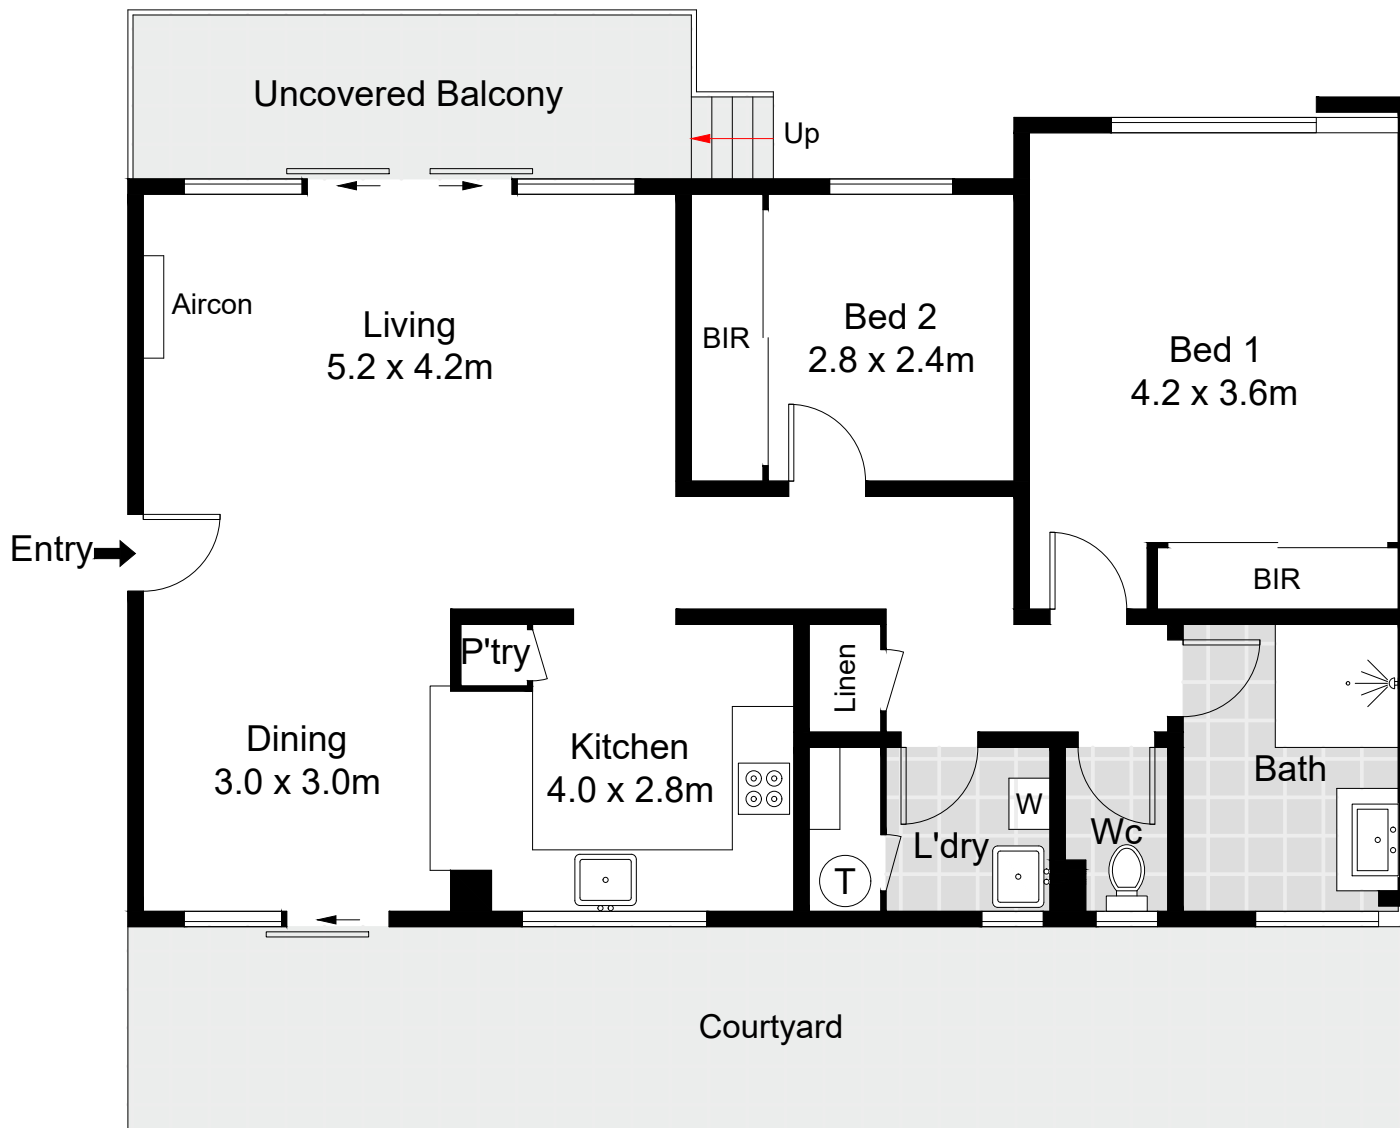 Uncovered Balcony
Up
Aircon
Living
5.2 x 4.2m
BIR
Bed 2
2.8 x 2.4m
Bed 1
4.2 x 3.6m
Entry
BIR
P'try
Linen
Dining
3.0 x 3.0m
Kitchen
4.0 x 2.8m
Bath
W
Wc
L'dry
T
Courtyard